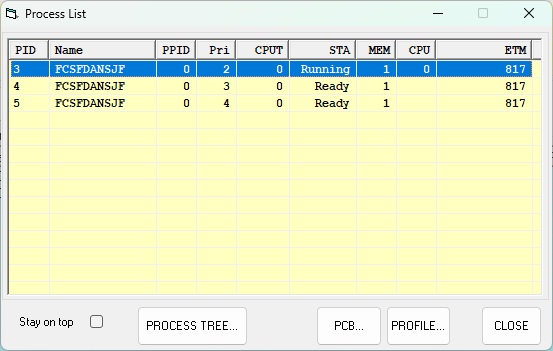 Process List
PID Name PPID Pri CPUT STA MEM CPU ETM
3 FCSFDANSJF 0 2 0 Running 1 0 817
4 FCSFDANSJF 0 3 0 Ready 1 817
5 FCSFDANSJF 0 4 0 Ready 1 817
Stay on top PROCESS TREE... PCB... PROFILE... CLOSE